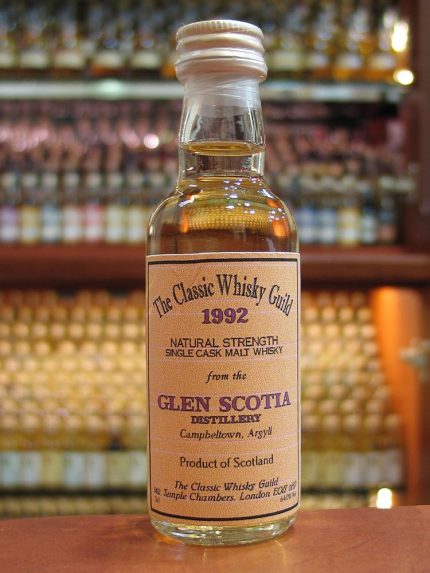 The Classic Whisky Guild
1992
NATURAL STRENGTH
SINGLE CASK MALT WHISKY
from the
GLEN SCOTIA
DISTILLERY
Campbeltown, Argyll
Product of Scotland
The Classic Whisky Guild
Temple Chambers. London
5cl